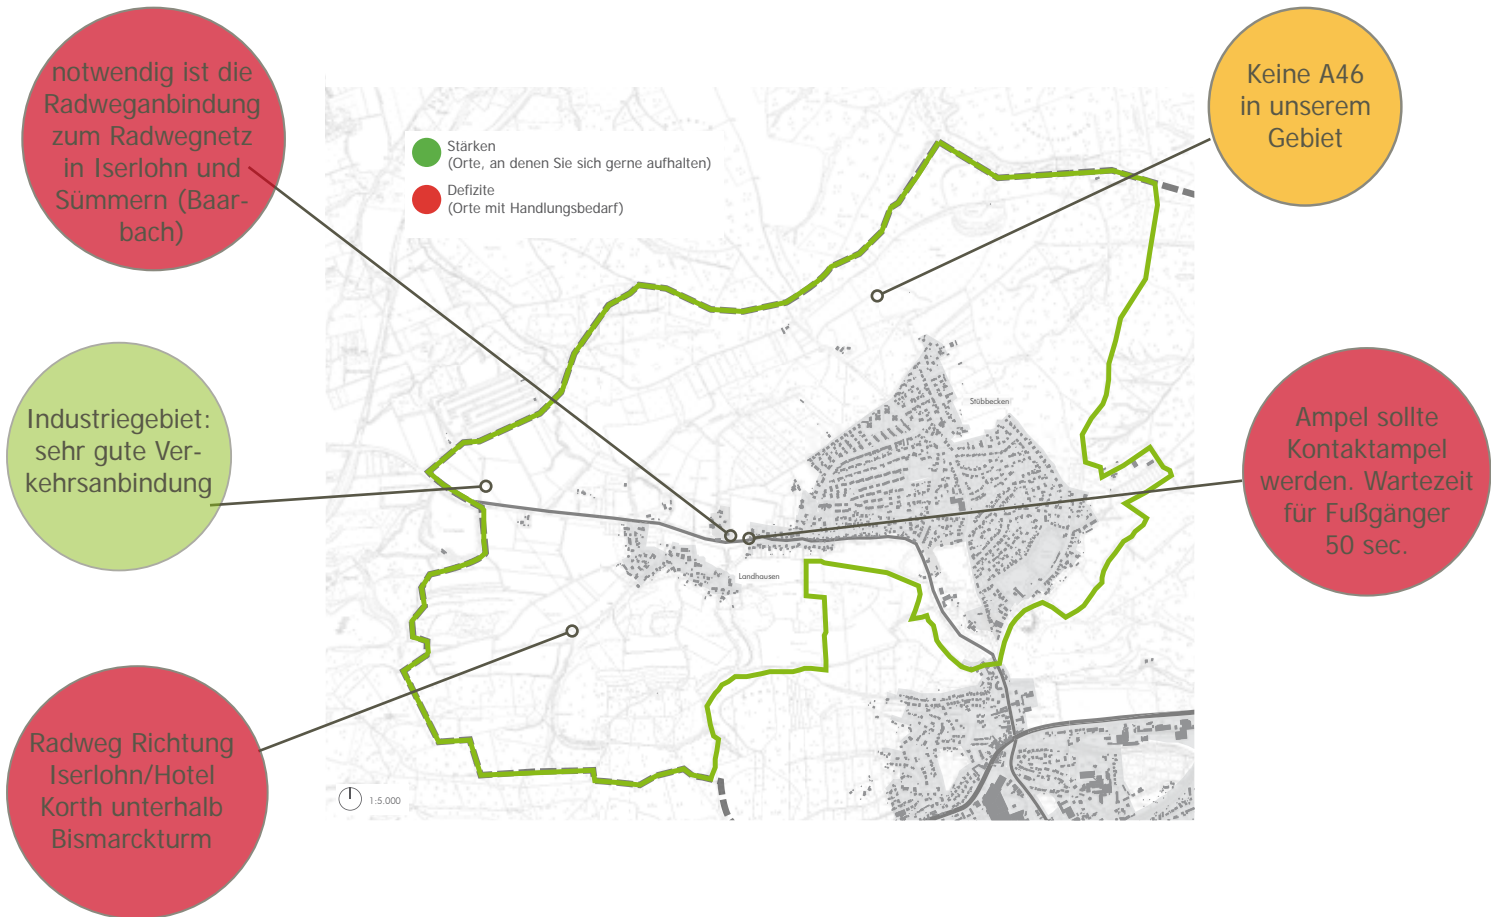 notwendig ist die
Radweganbindung
zum Radwegnetz
in Iserlohn und
Sümmern (Baar-
bach)
Keine A46
in unserem
Gebiet
Stärken
(Orte, an denen Sie sich gerne aufhalten)
Defizite
(Orte mit Handlungsbedarf)
Industriegebiet:
sehr gute Ver-
kehrsanbindung
Stübbecken
Ampel sollte
Kontaktampel
werden. Wartezeit
für Fußgänger
50 sec.
Landhausen
Radweg Richtung
Iserlohn/Hotel
Korth unterhalb
Bismarckturm
1:5.000